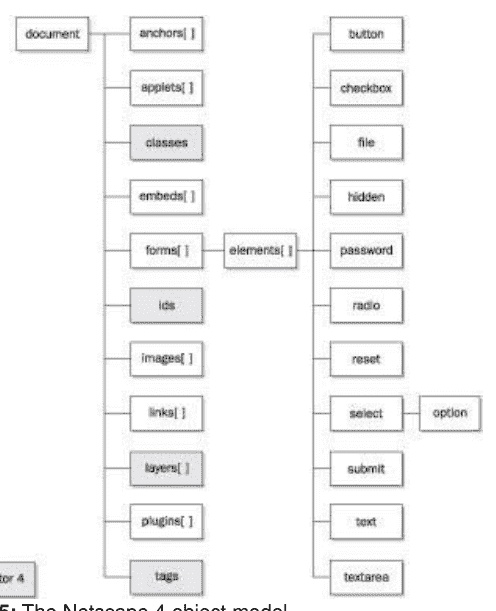 document
anchors[ ]
applets[ ]
classes
embeds[ ]
forms[ ]
ids
images[ ]
links[ ]
layers[ ]
plugins[ ]
tags
elements[ ]
button
checkbox
file
hidden
password
radio
reset
select
option
submit
text
textarea
tor 4
5: The Netscape 4 object model